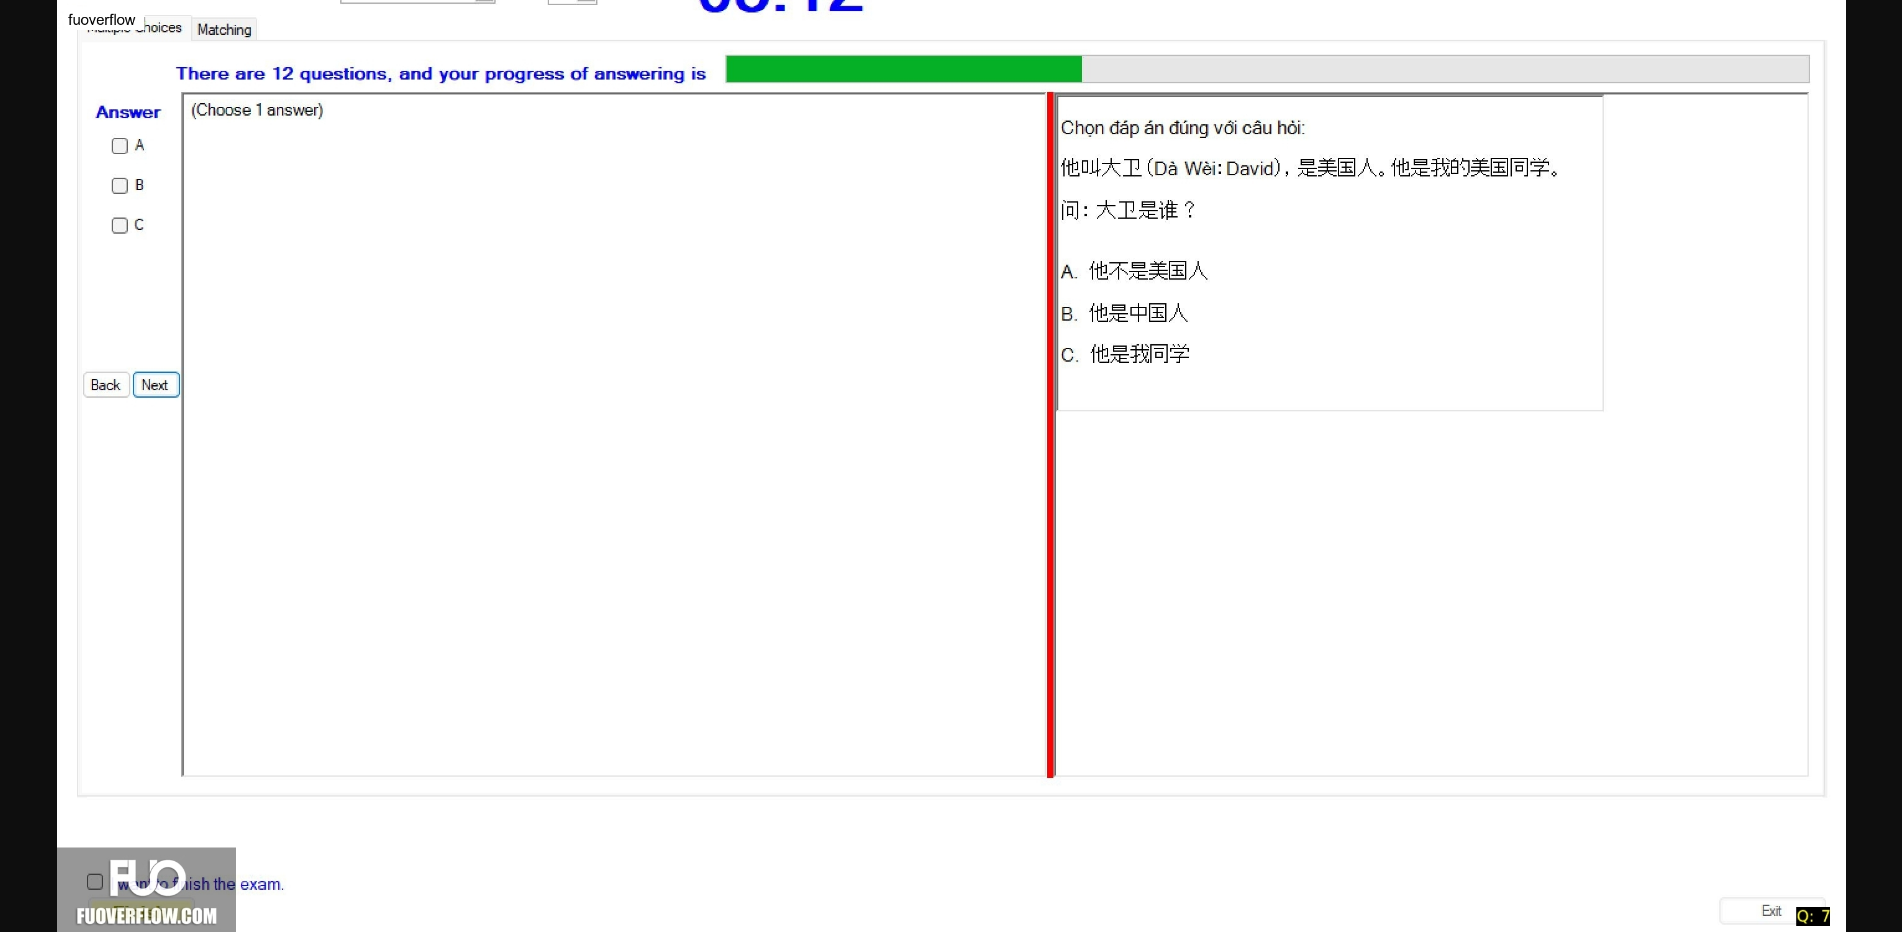 fuoverflow
Choices
Matching
There are 12 questions, and your progress of answering is
Answer
(Choose 1 answer)
A
B
C
Back
Next
Chọn đáp án đúng với câu hỏi:
他叫大卫（Dà Wèi: David），是美国人。他是我的美国同学。
问：大卫是谁？
A. 他不是美国人
B. 他是中国人
C. 他是我同学
FUO
want to finish the exam.
FUOVERFLOW.COM
Exit
Q: 7